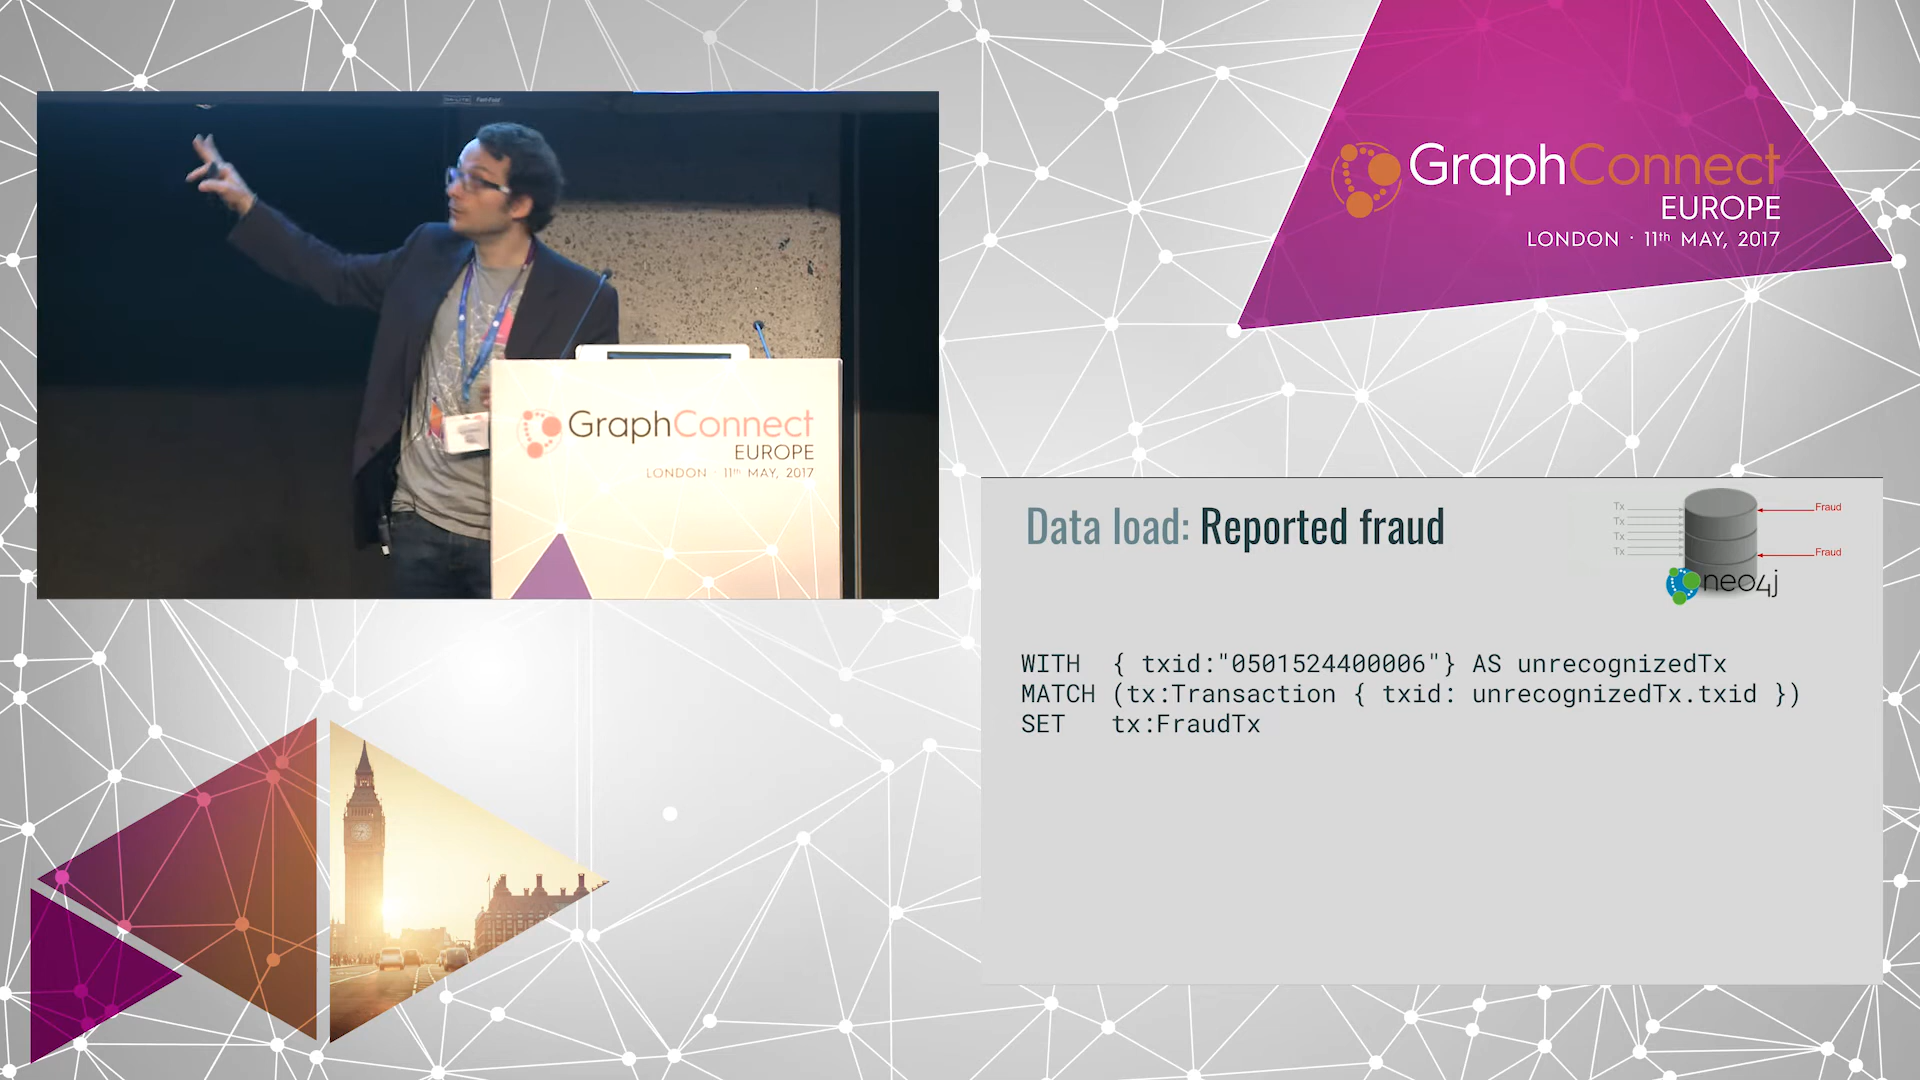 GraphConnect
EUROPE
LONDON · 11th MAY, 2017
GraphConnect
EUROPE
LONDON · 11th MAY, 2017
Data load: Reported fraud
Tx
Tx
Tx
Tx
Fraud
Fraud
neo4j
WITH { txid:"0501524400006"} AS unrecognizedTx
MATCH (tx:Transaction { txid: unrecognizedTx.txid })
SET tx:FraudTx